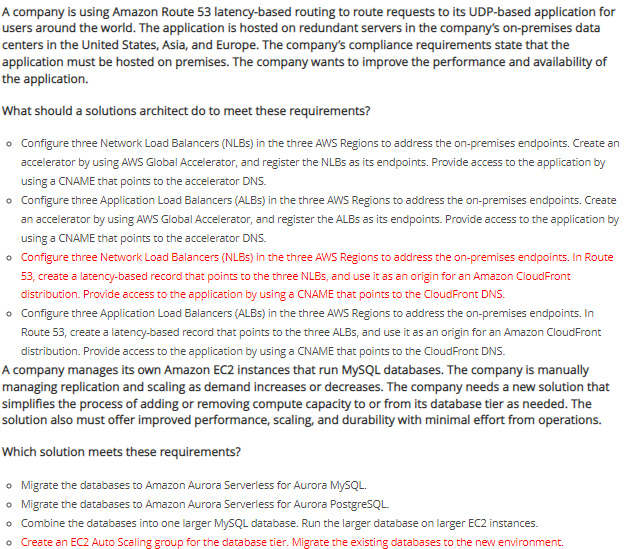 A company is using Amazon Route 53 latency-based routing to route requests to its UDP-based application for
users around the world. The application is hosted on redundant servers in the company's on-premises data
centers in the United States, Asia, and Europe. The company's compliance requirements state that the
application must be hosted on premises. The company wants to improve the performance and availability of
the application.
What should a solutions architect do to meet these requirements?
Configure three Network Load Balancers (NLBs) in the three AWS Regions to address the on-premises endpoints. Create an
accelerator by using AWS Global Accelerator, and register the NLBs as its endpoints. Provide access to the application by
using a CNAME that points to the accelerator DNS.
Configure three Application Load Balancers (ALBs) in the three AWS Regions to address the on-premises endpoints. Create
an accelerator by using AWS Global Accelerator, and register the ALBs as its endpoints. Provide access to the application by
using a CNAME that points to the accelerator DNS.
Configure three Network Load Balancers (NLBs) in the three AWS Regions to address the on-premises endpoints. In Route
53, create a latency-based record that points to the three NLBs, and use it as an origin for an Amazon CloudFront
distribution. Provide access to the application by using a CNAME that points to the CloudFront DNS.
Configure three Application Load Balancers (ALBs) in the three AWS Regions to address the on-premises endpoints. In
Route 53, create a latency-based record that points to the three ALBs, and use it as an origin for an Amazon CloudFront
distribution. Provide access to the application by using a CNAME that points to the CloudFront DNS.
A company manages its own Amazon EC2 instances that run MySQL databases. The company is manually
managing replication and scaling as demand increases or decreases. The company needs a new solution that
simplifies the process of adding or removing compute capacity to or from its database tier as needed. The
solution also must offer improved performance, scaling, and durability with minimal effort from operations.
Which solution meets these requirements?
Migrate the databases to Amazon Aurora Serverless for Aurora MySQL.
Migrate the databases to Amazon Aurora Serverless for Aurora PostgreSQL.
Combine the databases into one larger MySQL database. Run the larger database on larger EC2 instances.
Create an EC2 Auto Scaling group for the database tier. Migrate the existing databases to the new environment.